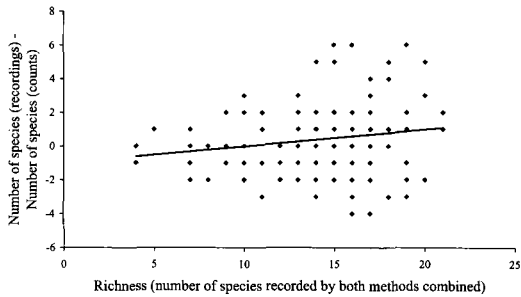 Number of species (recordings) -
Number of species (counts)
8
6
4
2
0
-2
-4
-6
0 5 10 15 20 25
Richness (number of species recorded by both methods combined)